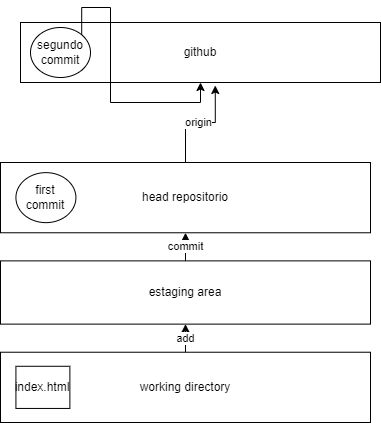 segundo
commit
github
origin
first
commit
head repositorio
commit
estaging area
add
index.html
working directory